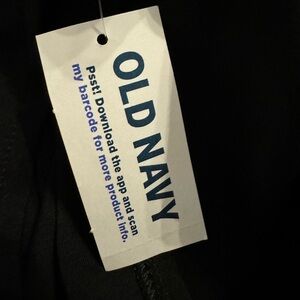 OLD NAVY
Psst! Download the app and scan
my barcode for more product info.